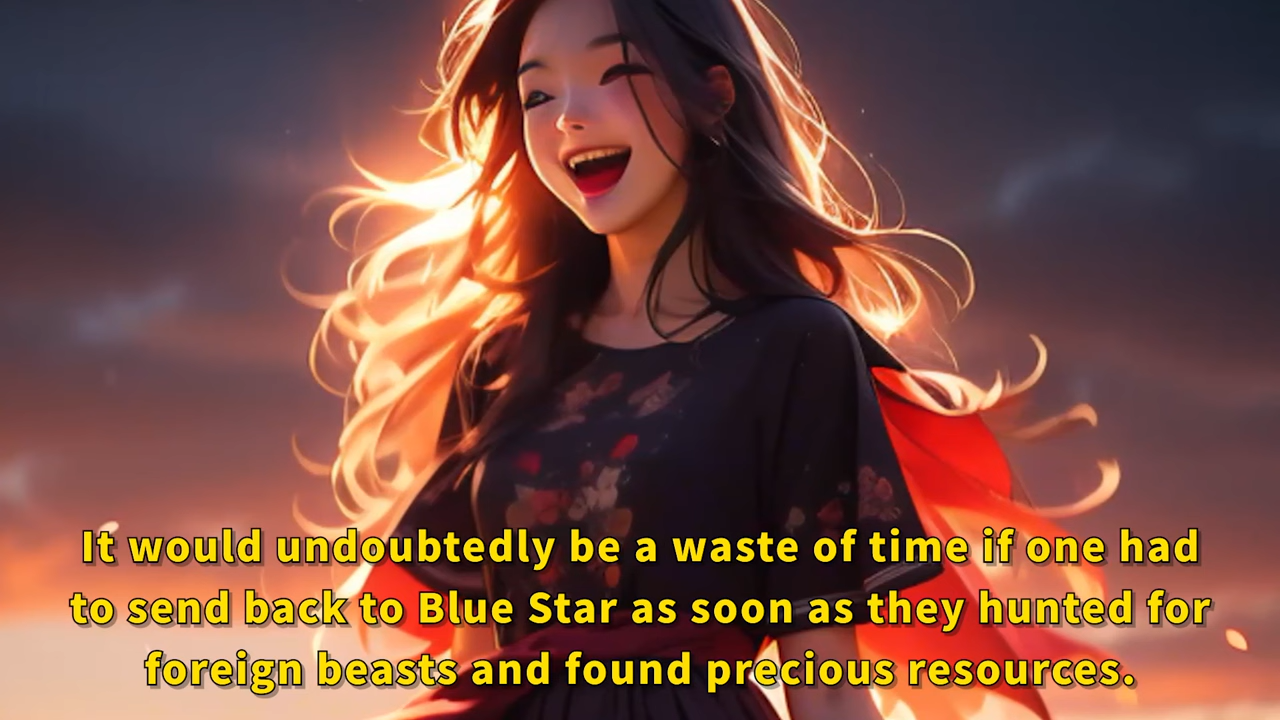 It would undoubtedly be a waste of time if one had
to send back to Blue Star as soon as they hunted for
foreign beasts and found precious resources.